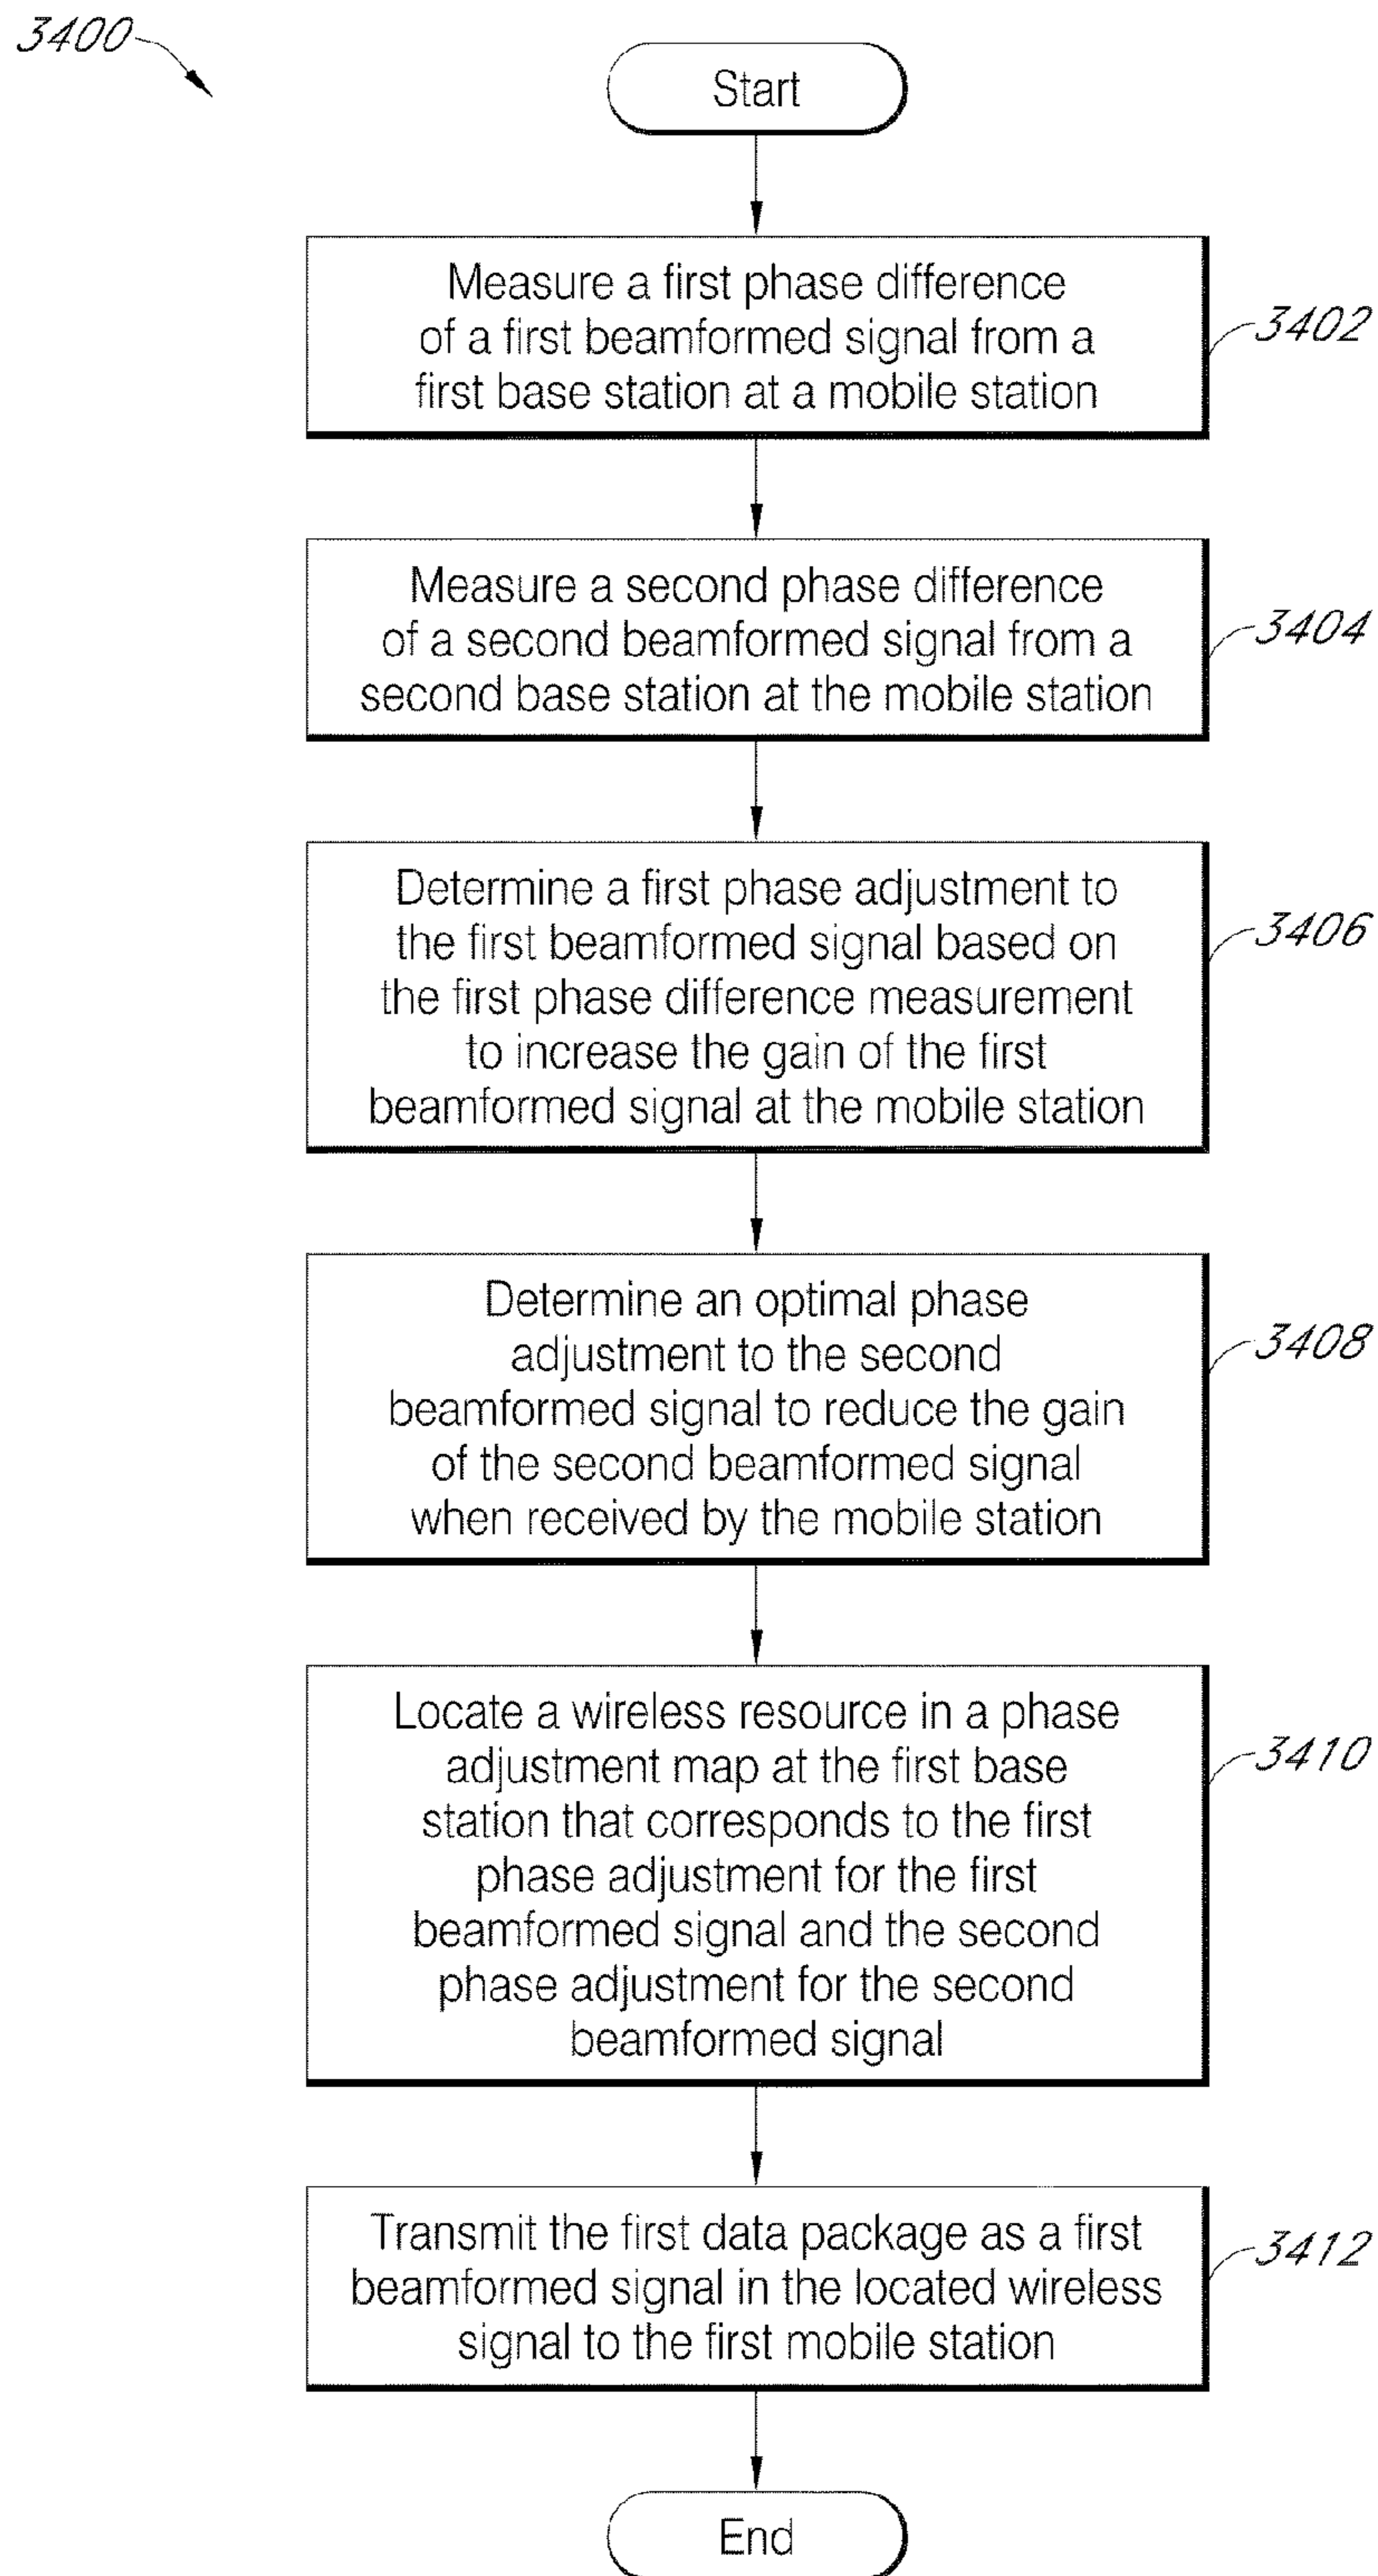 3400
Start
Measure a first phase difference
of a first beamformed signal from a
first base station at a mobile station
3402
Measure a second phase difference
of a second beamformed signal from a
second base station at the mobile station
3404
Determine a first phase adjustment to
the first beamformed signal based on
the first phase difference measurement
to increase the gain of the first
beamformed signal at the mobile station
3406
Determine an optimal phase
adjustment to the second
beamformed signal to reduce the gain
of the second beamformed signal
when received by the mobile station
3408
Locate a wireless resource in a phase
adjustment map at the first base
station that corresponds to the first
phase adjustment for the first
beamformed signal and the second
phase adjustment for the second
beamformed signal
3410
Transmit the first data package as a first
beamformed signal in the located wireless
signal to the first mobile station
3412
End